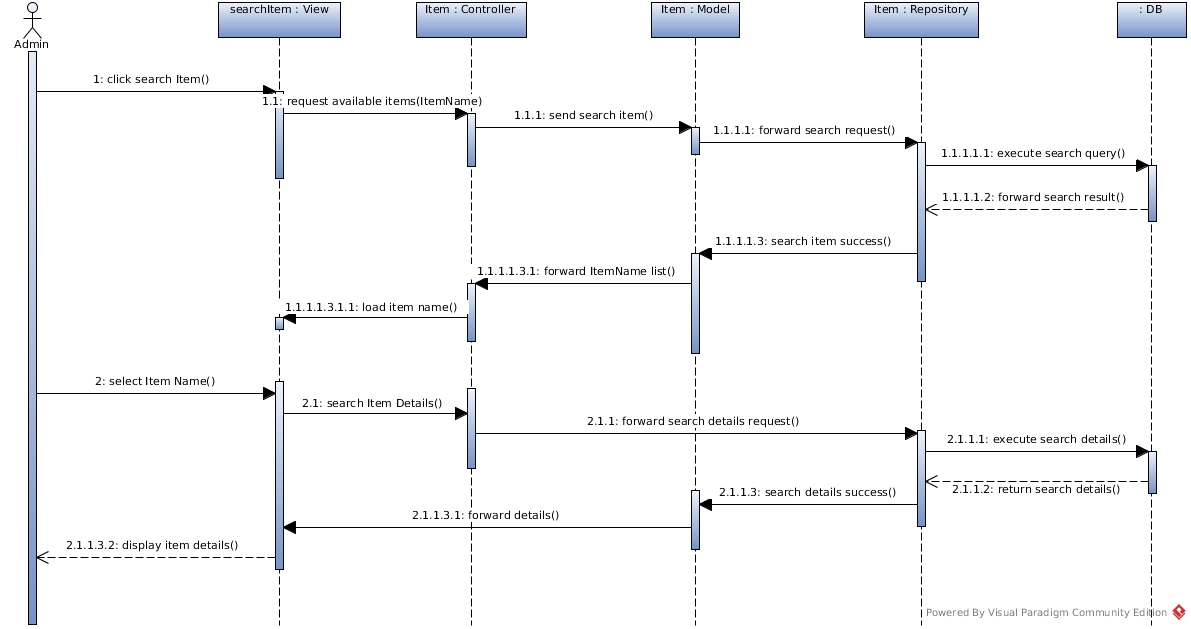 searchItem : View
Item : Controller
Item : Model
Item : Repository
: DB
Admin
1: click search Item()
1.1: request available items(ItemName)
1.1.1: send search item()
1.1.1.1: forward search request()
1.1.1.1.1: execute search query()
1.1.1.1.2: forward search result()
1.1.1.1.3: search item success()
1.1.1.1.3.1: forward ItemName list()
1.1.1.1.3.1.1: load item name()
2: select Item Name()
2.1: search Item Details()
2.1.1: forward search details request()
2.1.1.1: execute search details()
2.1.1.2: return search details()
2.1.1.3: search details success()
2.1.1.3.1: forward details()
2.1.1.3.2: display item details()
Powered By Visual Paradigm Community Edition